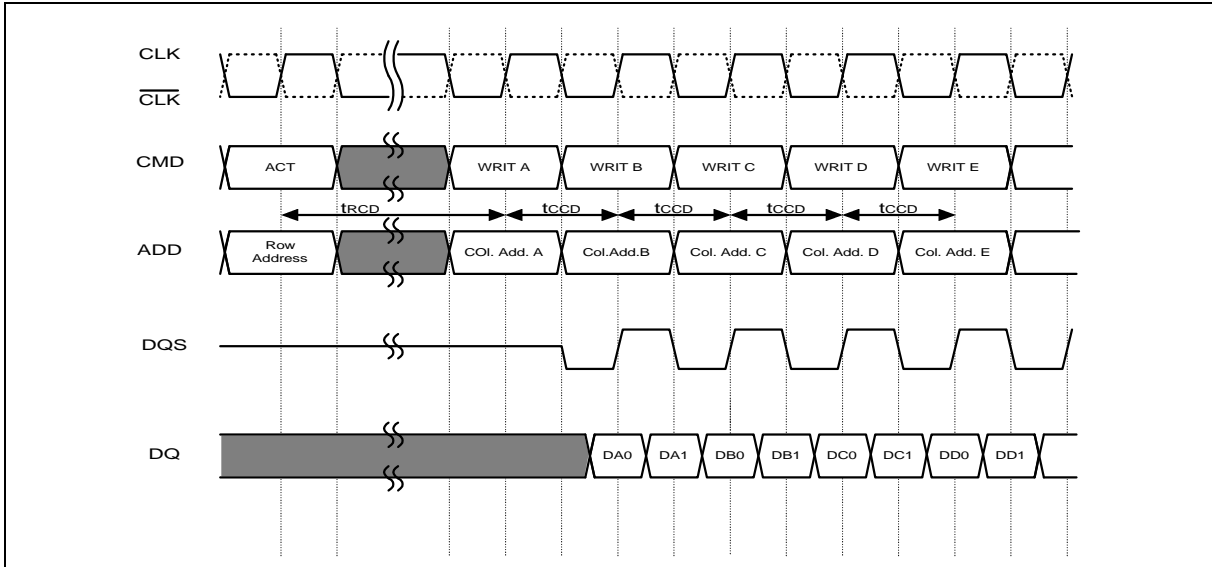 CLK
CLK
CMD
ACT
WRIT A
WRIT B
WRIT C
WRIT D
WRIT E
tRCD
tCCD
tCCD
tCCD
tCCD
ADD
Row
Address
COl. Add. A
Col.Add.B
Col. Add. C
Col. Add. D
Col. Add. E
DQS
DQ
DA0
DA1
DB0
DB1
DC0
DC1
DD0
DD1